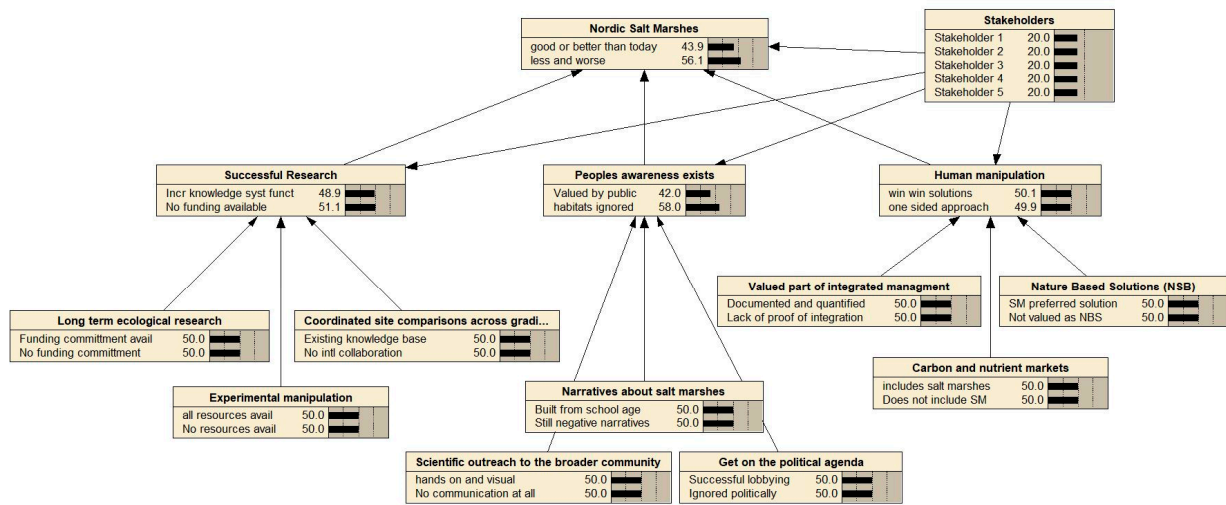 Nordic Salt Marshes
good or better than today 43.9
less and worse 56.1
Stakeholders
Stakeholder 1 20.0
Stakeholder 2 20.0
Stakeholder 3 20.0
Stakeholder 4 20.0
Stakeholder 5 20.0
Successful Research
Incr knowledge syst funct 48.9
No funding available 51.1
Peoples awareness exists
Valued by public 42.0
habitats ignored 58.0
Human manipulation
win win solutions 50.1
one sided approach 49.9
Valued part of integrated managment
Documented and quantified 50.0
Lack of proof of integration 50.0
Nature Based Solutions (NSB)
SM preferred solution 50.0
Not valued as NBS 50.0
Long term ecological research
Funding committment avail 50.0
No funding committment 50.0
Coordinated site comparisons across gradi...
Existing knowledge base 50.0
No intl collaboration 50.0
Carbon and nutrient markets
includes salt marshes 50.0
Does not include SM 50.0
Experimental manipulation
all resources avail 50.0
No resources avail 50.0
Narratives about salt marshes
Built from school age 50.0
Still negative narratives 50.0
Scientific outreach to the broader community
hands on and visual 50.0
No communication at all 50.0
Get on the political agenda
Successful lobbying 50.0
Ignored politically 50.0